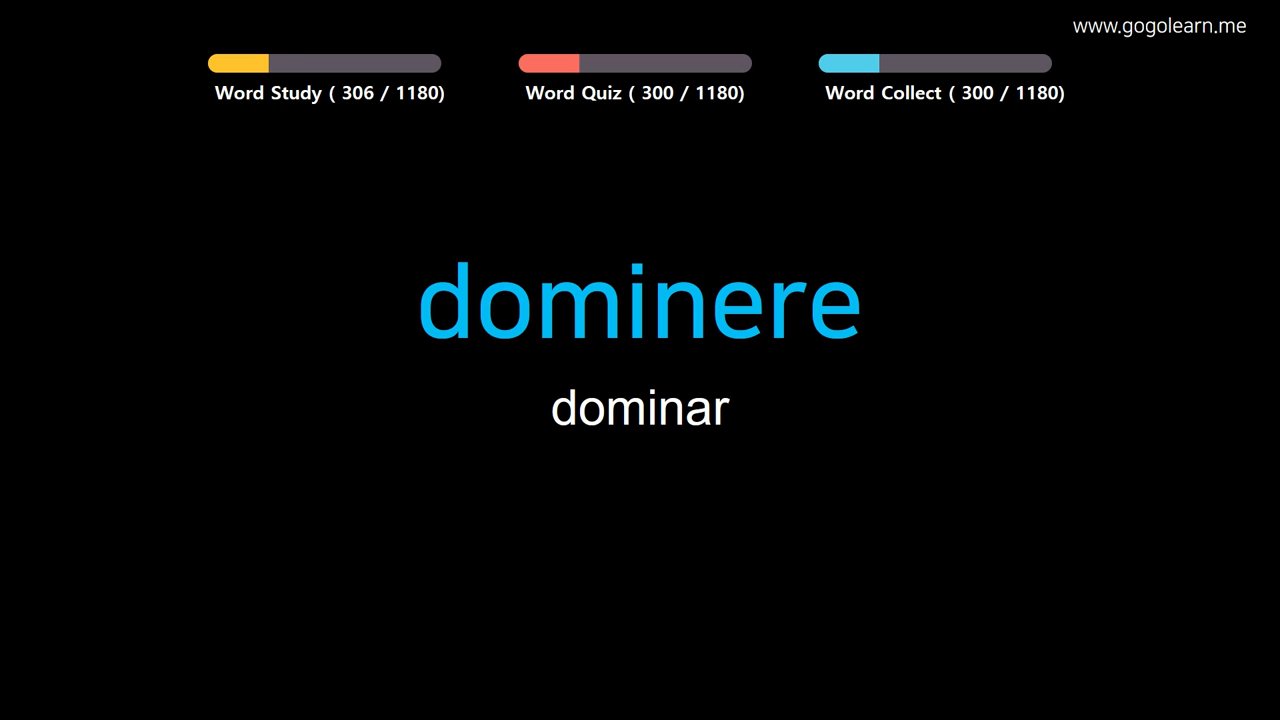 www.gogolearn.me
Word Study ( 306 / 1180)
Word Quiz ( 300 / 1180)
Word Collect ( 300 / 1180)
dominere
dominar